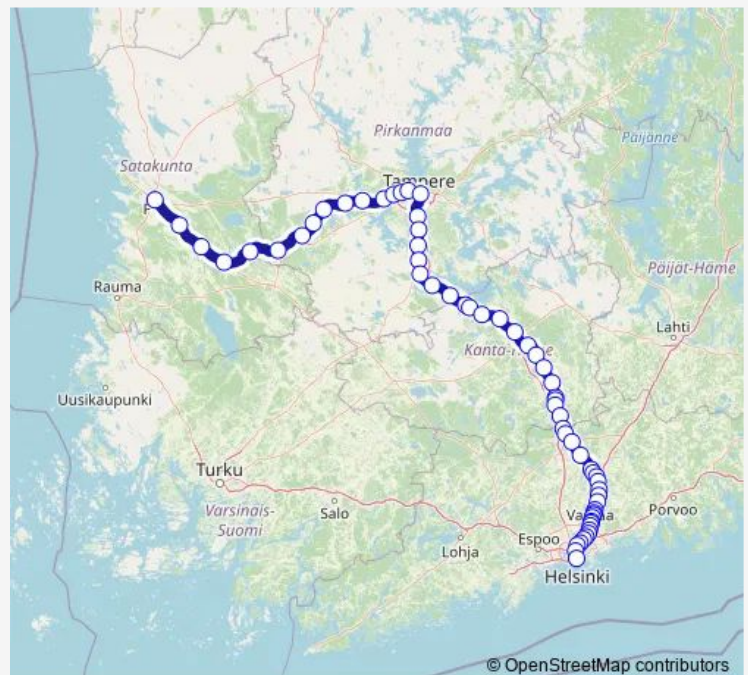 Pirkanmaa
Päijänne
Satakunta
Tampere
Päijät-Häme
Rauma
Lahti
Uusikaupunki
Turku
Varsinais-
Suomi
Salo
Porvoo
Espoo
Lohja
Helsinki
© OpenStreetMap contributors